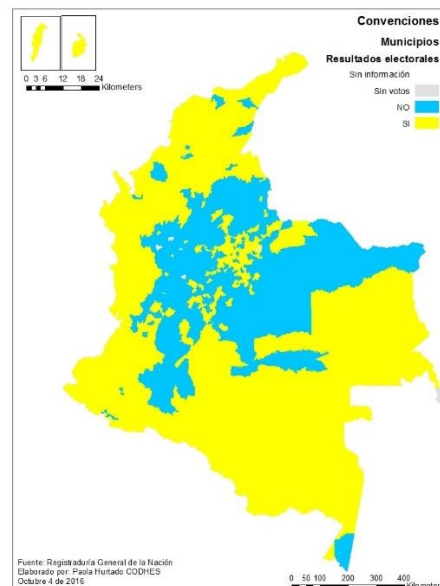 Convenciones
Municipios
Resultados electorales
Sin información
Sin votos
NO
SI
0 3 6 12 18 24
Kilometers
Fuente: Registraduría General de la Nación
Elaborado por: Paola Hurtado CODHES
Octubre 4 de 2016
0 50 100 200 300 400